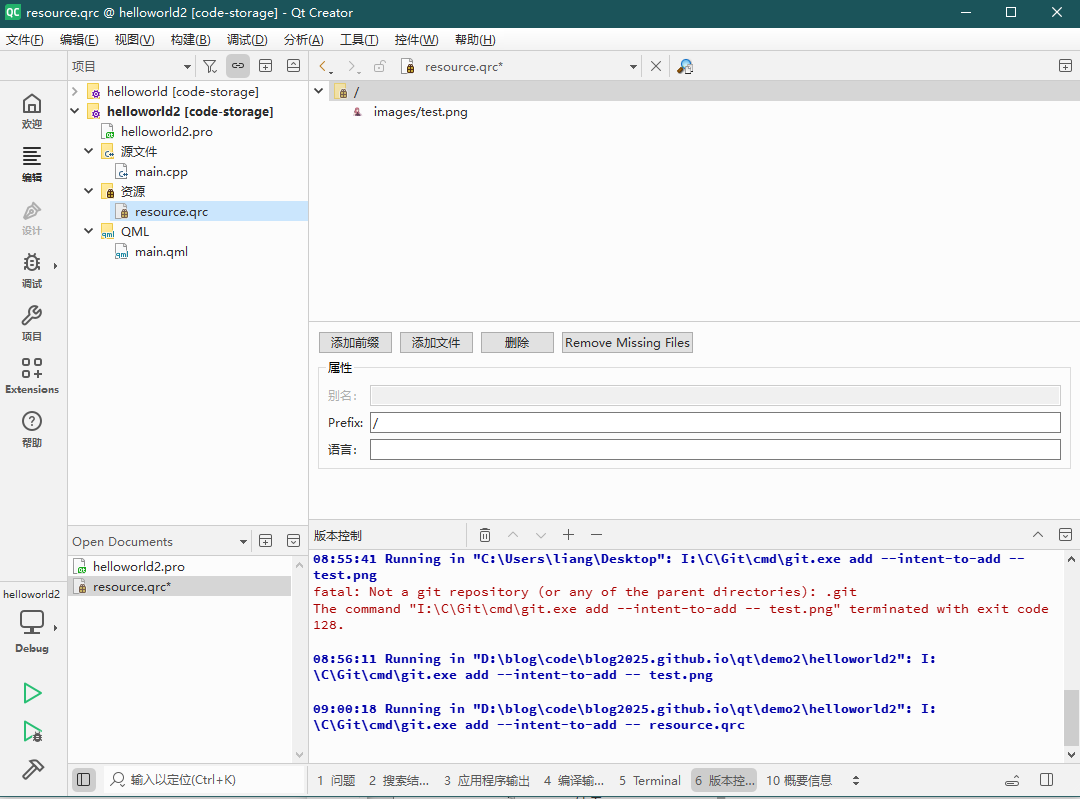 resource.qrc @ helloworld2 [code-storage] - Qt Creator
文件(F) 编辑(E) 视图(V) 构建(B) 调试(D) 分析(A) 工具(T) 控件(W) 帮助(H)
项目
resource.qrc*
欢迎
编辑
设计
调试
项目
Extensions
帮助
helloworld2
Debug
helloworld [code-storage]
helloworld2 [code-storage]
helloworld2.pro
源文件
main.cpp
资源
resource.qrc
QML
main.qml
/
images/test.png
添加前缀 添加文件 删除 Remove Missing Files
属性
别名:
Prefix: /
语言:
Open Documents
helloworld2.pro
resource.qrc*
版本控制
08:55:41 Running in "C:\Users\liang\Desktop": I:\C\Git\cmd\git.exe add --intent-to-add --
test.png
fatal: Not a git repository (or any of the parent directories): .git
The command "I:\C\Git\cmd\git.exe add --intent-to-add -- test.png" terminated with exit code
128.
08:56:11 Running in "D:\blog\code\blog2025.github.io\qt\demo2\helloworld2": I:
\C\Git\cmd\git.exe add --intent-to-add -- test.png
09:00:18 Running in "D:\blog\code\blog2025.github.io\qt\demo2\helloworld2": I:
\C\Git\cmd\git.exe add --intent-to-add -- resource.qrc
输入以定位(Ctrl+K)
1 问题 2 搜索结... 3 应用程序输出 4 编译输... 5 Terminal 6 版本控... 10 概要信息